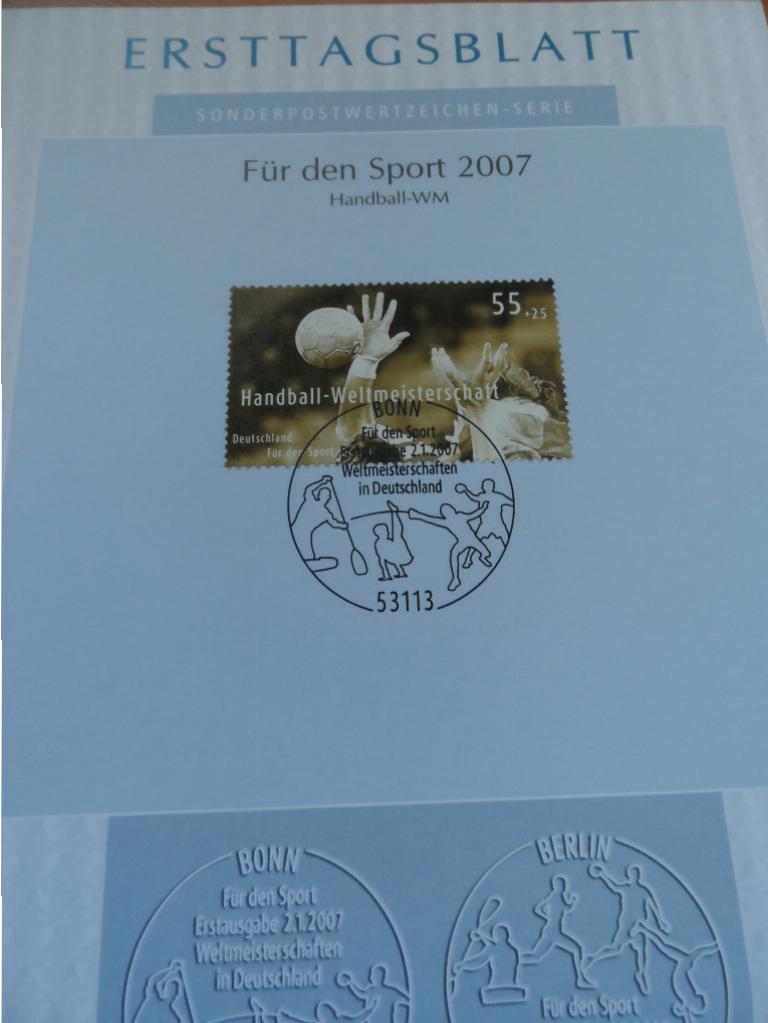 ERSTTAGSBLATT
SONDERPOSTWERTZEICHEN-SERIE
Für den Sport 2007
Handball-WM
55 +25
Handball-Weltmeisterschaft
Deutschland
Für den Sport
2007
BONN
Für den Sport
Erstausgabe 2.1.2007
Weltmeisterschaften
in Deutschland
53113
BONN
Für den Sport
Erstausgabe 2.1.2007
Weltmeisterschaften
in Deutschland
BERLIN
Für den Sport